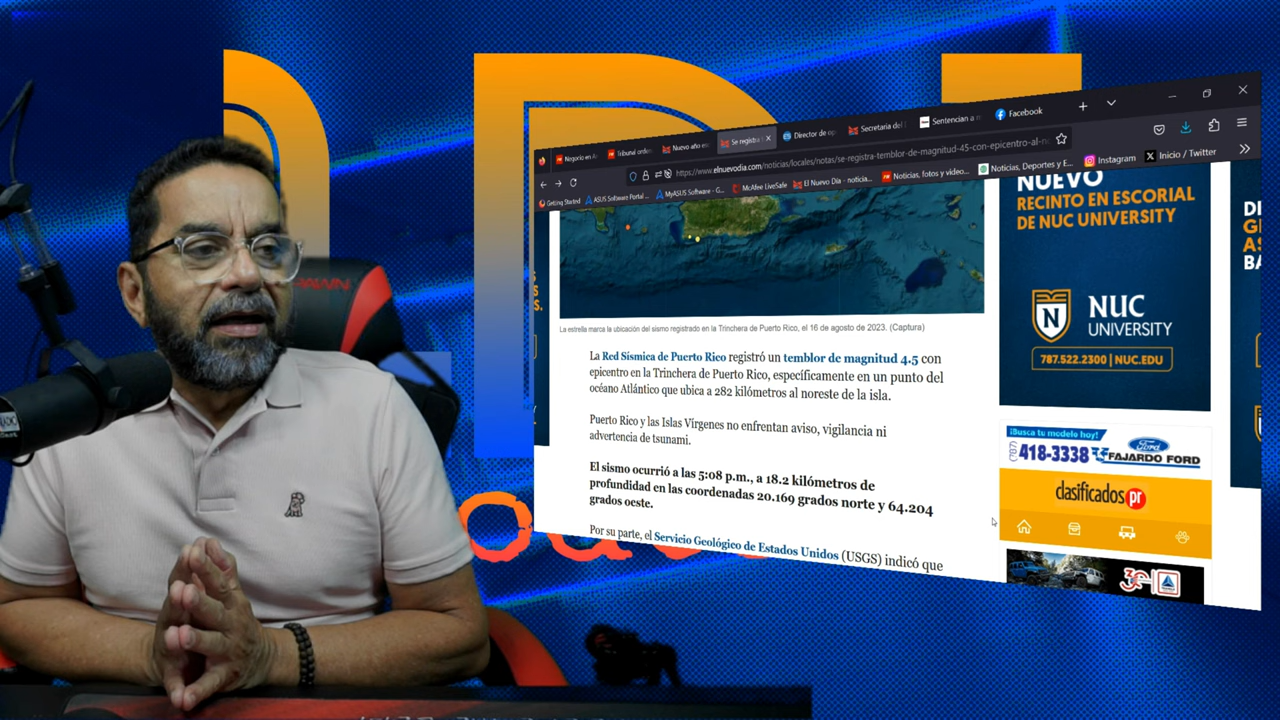 Negocio en A
Tribunal orden
Nuevo año es
Se registra
Director de ep
Secretaria del
Sentencian a m
Facebook
https://www.elnuevodia.com/noticias/locales/notas/se-registra-temblor-de-magnitud-45-con-epicentro-al-no
Getting Started
ASUS Software Portal ...
MyASUS Software - G...
McAfee LiveSafe
El Nuevo Día - noticia...
Noticias, fotos y vídeo...
Noticias, Deportes y E...
Instagram
Inicio / Twitter
La estrella marca la ubicación del sismo registrado en la Trinchera de Puerto Rico, el 16 de agosto de 2023. (Captura)
La Red Sísmica de Puerto Rico registró un temblor de magnitud 4.5 con
epicentro en la Trinchera de Puerto Rico, específicamente en un punto del
océano Atlántico que ubica a 282 kilómetros al noreste de la isla.
Puerto Rico y las Islas Vírgenes no enfrentan aviso, vigilancia ni
advertencia de tsunami.
El sismo ocurrió a las 5:08 p.m., a 18.2 kilómetros de
profundidad en las coordenadas 20.169 grados norte y 64.204
grados oeste.
Por su parte, el Servicio Geológico de Estados Unidos (USGS) indicó que
NUEVO
RECINTO EN ESCORIAL
DE NUC UNIVERSITY
N
NUC
UNIVERSITY
787.522.2300 | NUC.EDU
¡Busca tu modelo hoy!
(787) 418-3338
Ford
FAJARDO FORD
clasificados pr
30